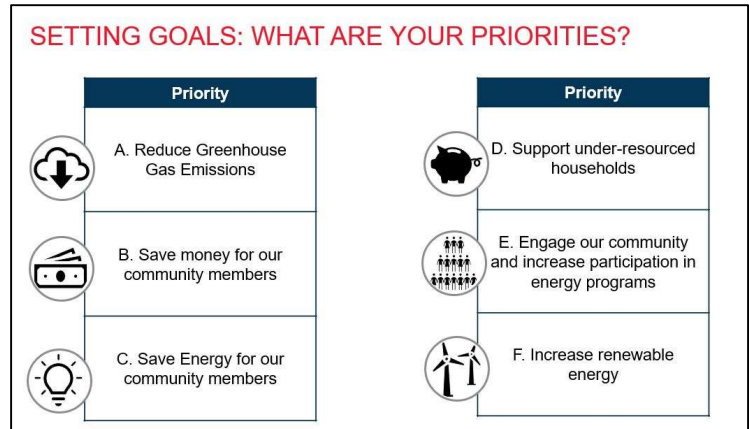 SETTING GOALS: WHAT ARE YOUR PRIORITIES?
Priority
A. Reduce Greenhouse
Gas Emissions
B. Save money for our
community members
C. Save Energy for our
community members
Priority
D. Support under-resourced
households
E. Engage our community
and increase participation in
energy programs
F. Increase renewable
energy